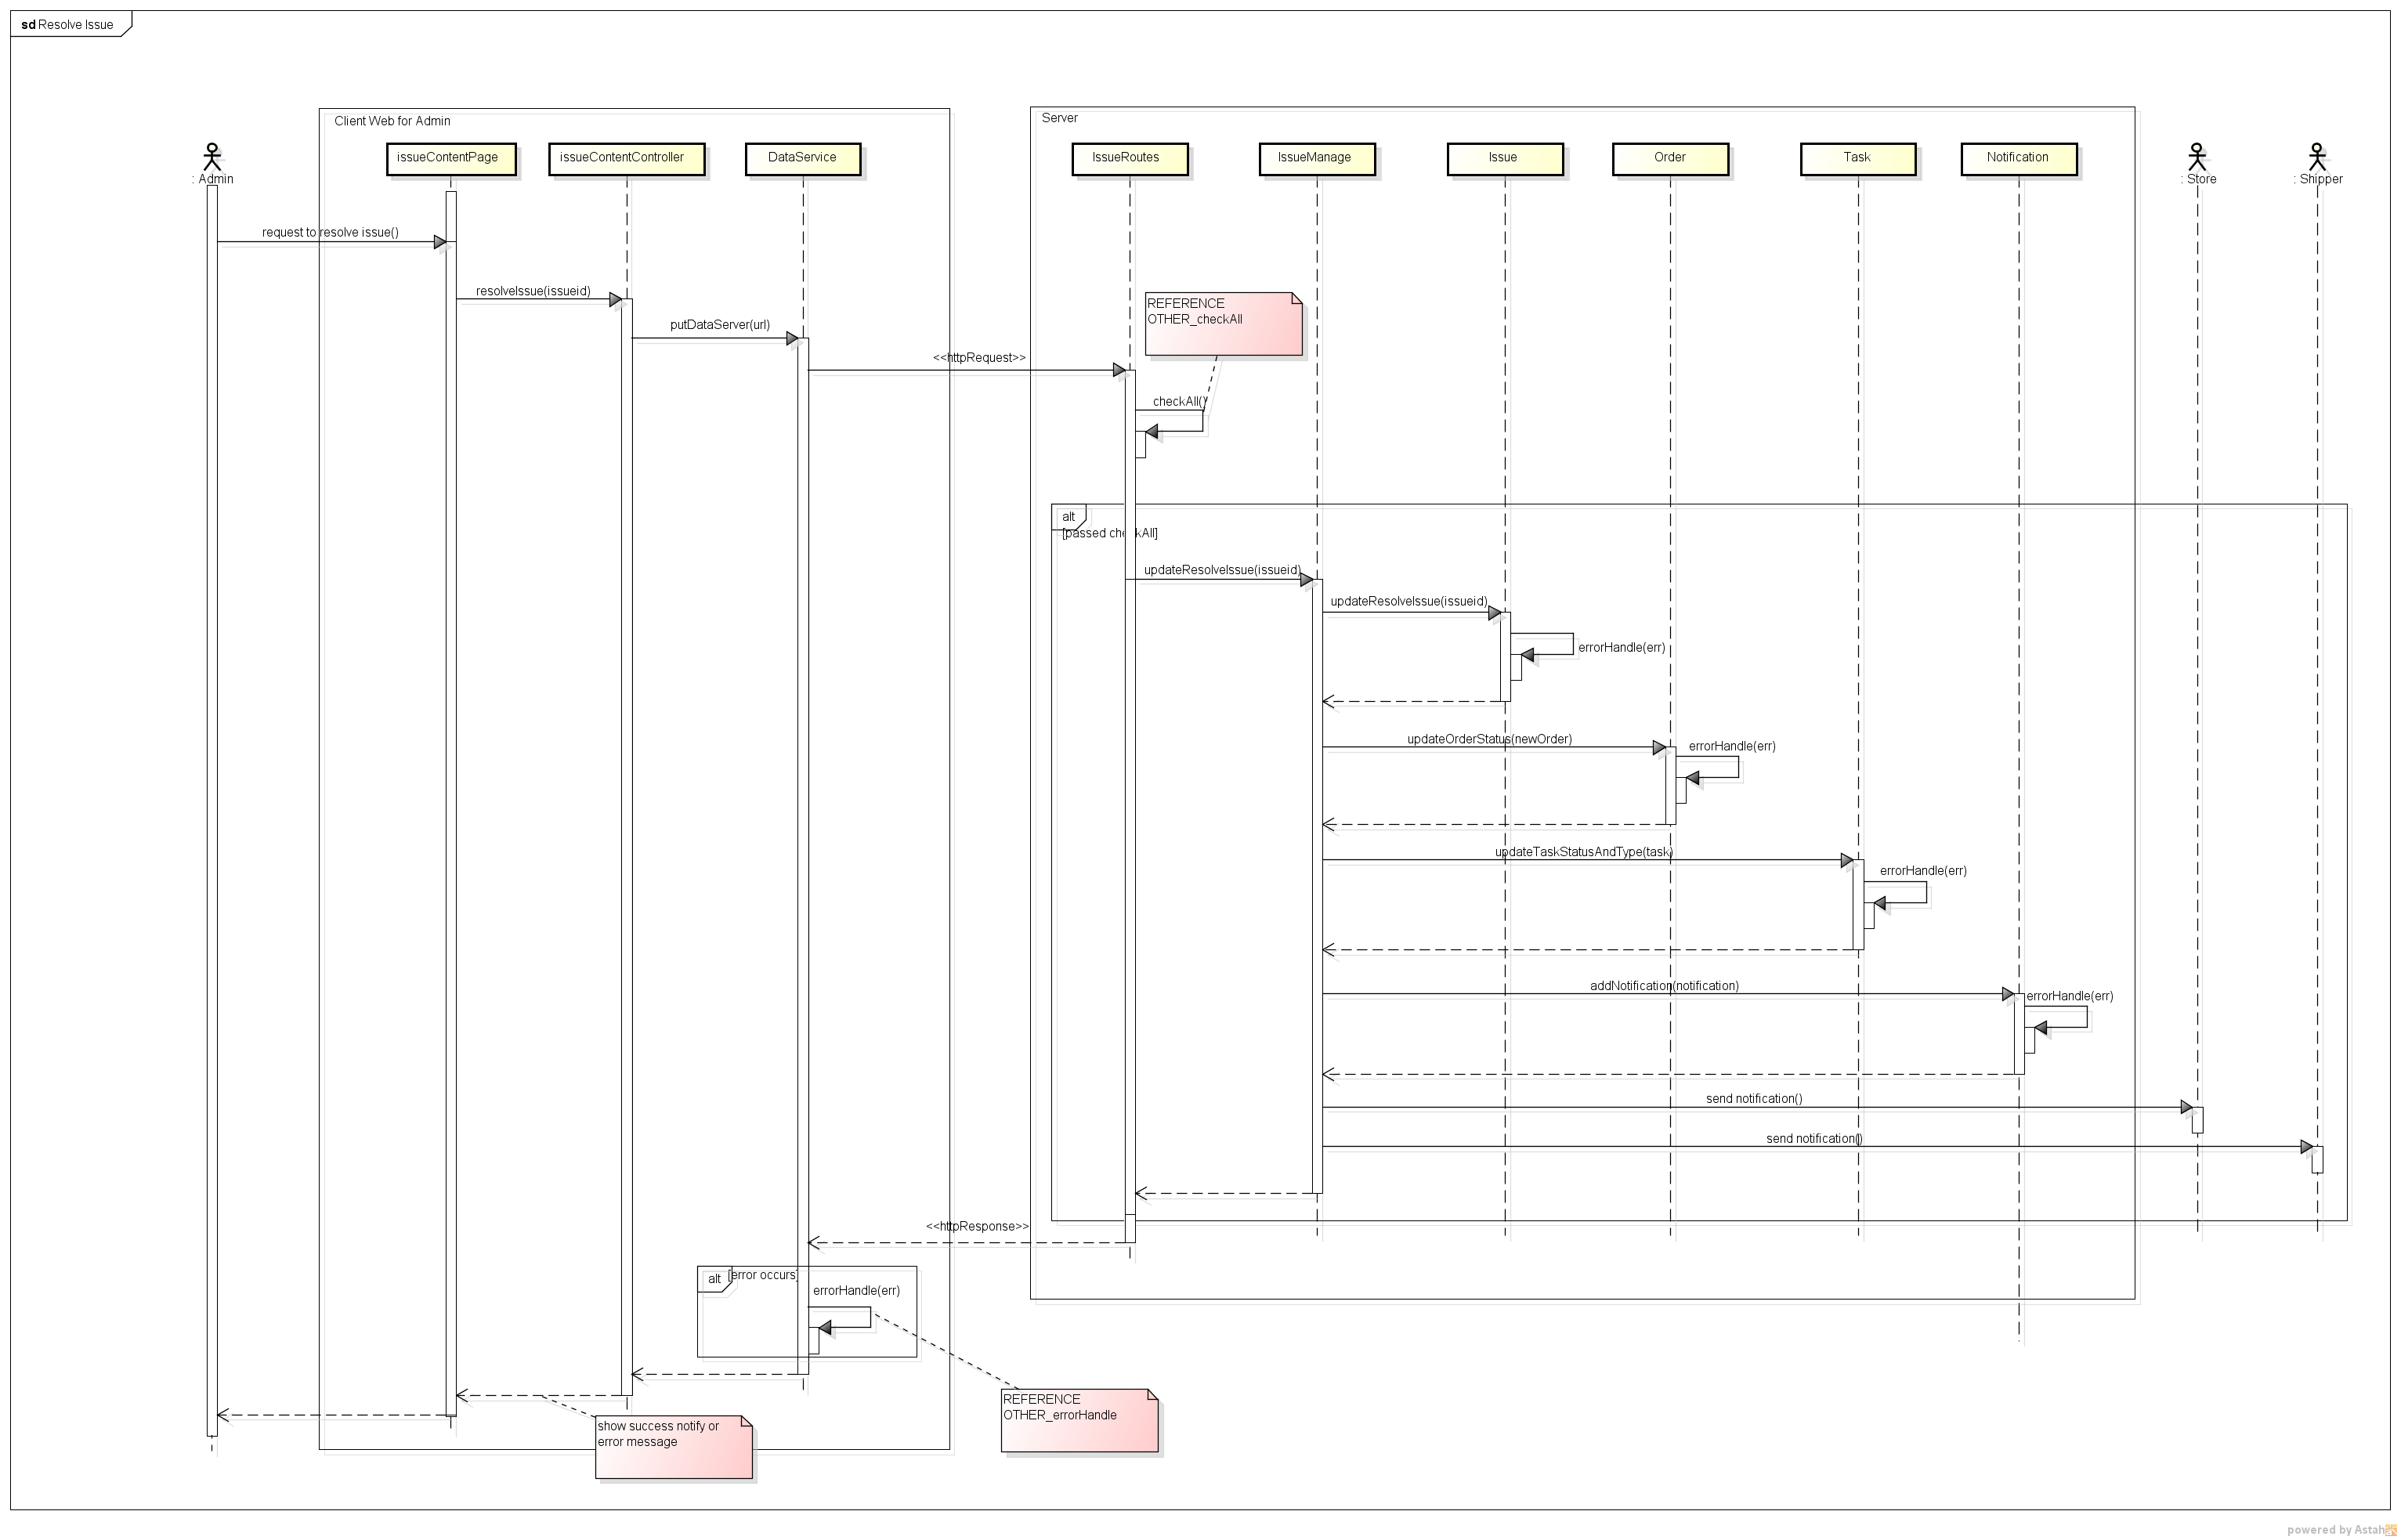 sd Resolve Issue
Client Web for Admin
Server
: Admin
issueContentPage
issueContentController
DataService
IssueRoutes
IssueManage
Issue
Order
Task
Notification
: Store
: Shipper
request to resolve issue()
resolveIssue(issueid)
putDataServer(url)
<<httpRequest>>
REFERENCE
OTHER_checkAll
checkAll()
alt
[passed checkAll]
updateResolveIssue(issueid)
updateResolveIssue(issueid)
errorHandle(err)
updateOrderStatus(newOrder)
errorHandle(err)
updateTaskStatusAndType(task)
errorHandle(err)
addNotification(notification)
errorHandle(err)
send notification()
send notification()
<<httpResponse>>
alt
[error occurs]
errorHandle(err)
REFERENCE
OTHER_errorHandle
show success notify or
error message
powered by Astah